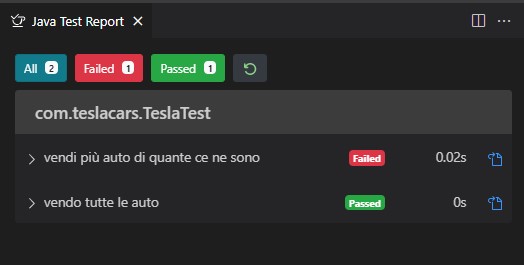 Java Test Report
All 2 Failed 1 Passed 1
com.teslacars.TeslaTest
vendi più auto di quante ce ne sono Failed 0.02s
vendo tutte le auto Passed 0s